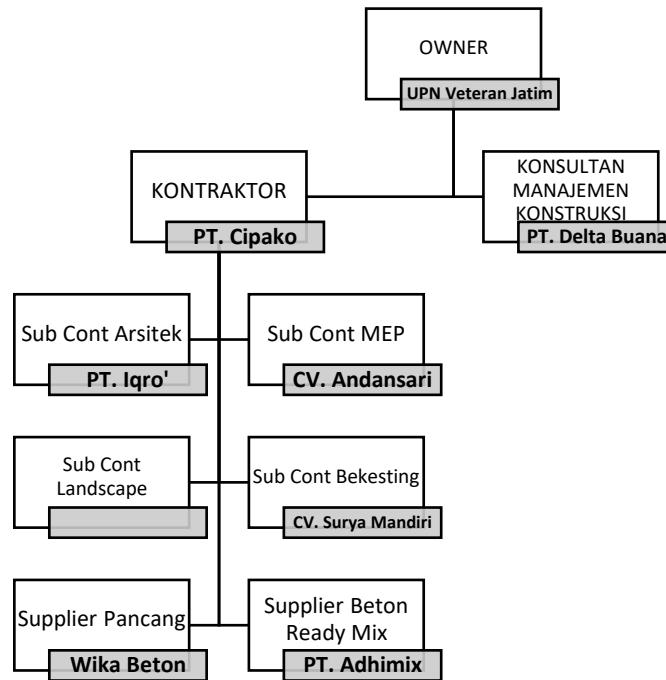 OWNER
UPN Veteran Jatim
KONTRAKTOR
PT. Cipako
KONSULTAN
MANAJEMEN
KONSTRUKSI
PT. Delta Buana
Sub Cont Arsitek
PT. Iqro'
Sub Cont MEP
CV. Andansari
Sub Cont
Landscape
Sub Cont Bekesting
CV. Surya Mandiri
Supplier Pancang
Wika Beton
Supplier Beton
Ready Mix
PT. Adhimix